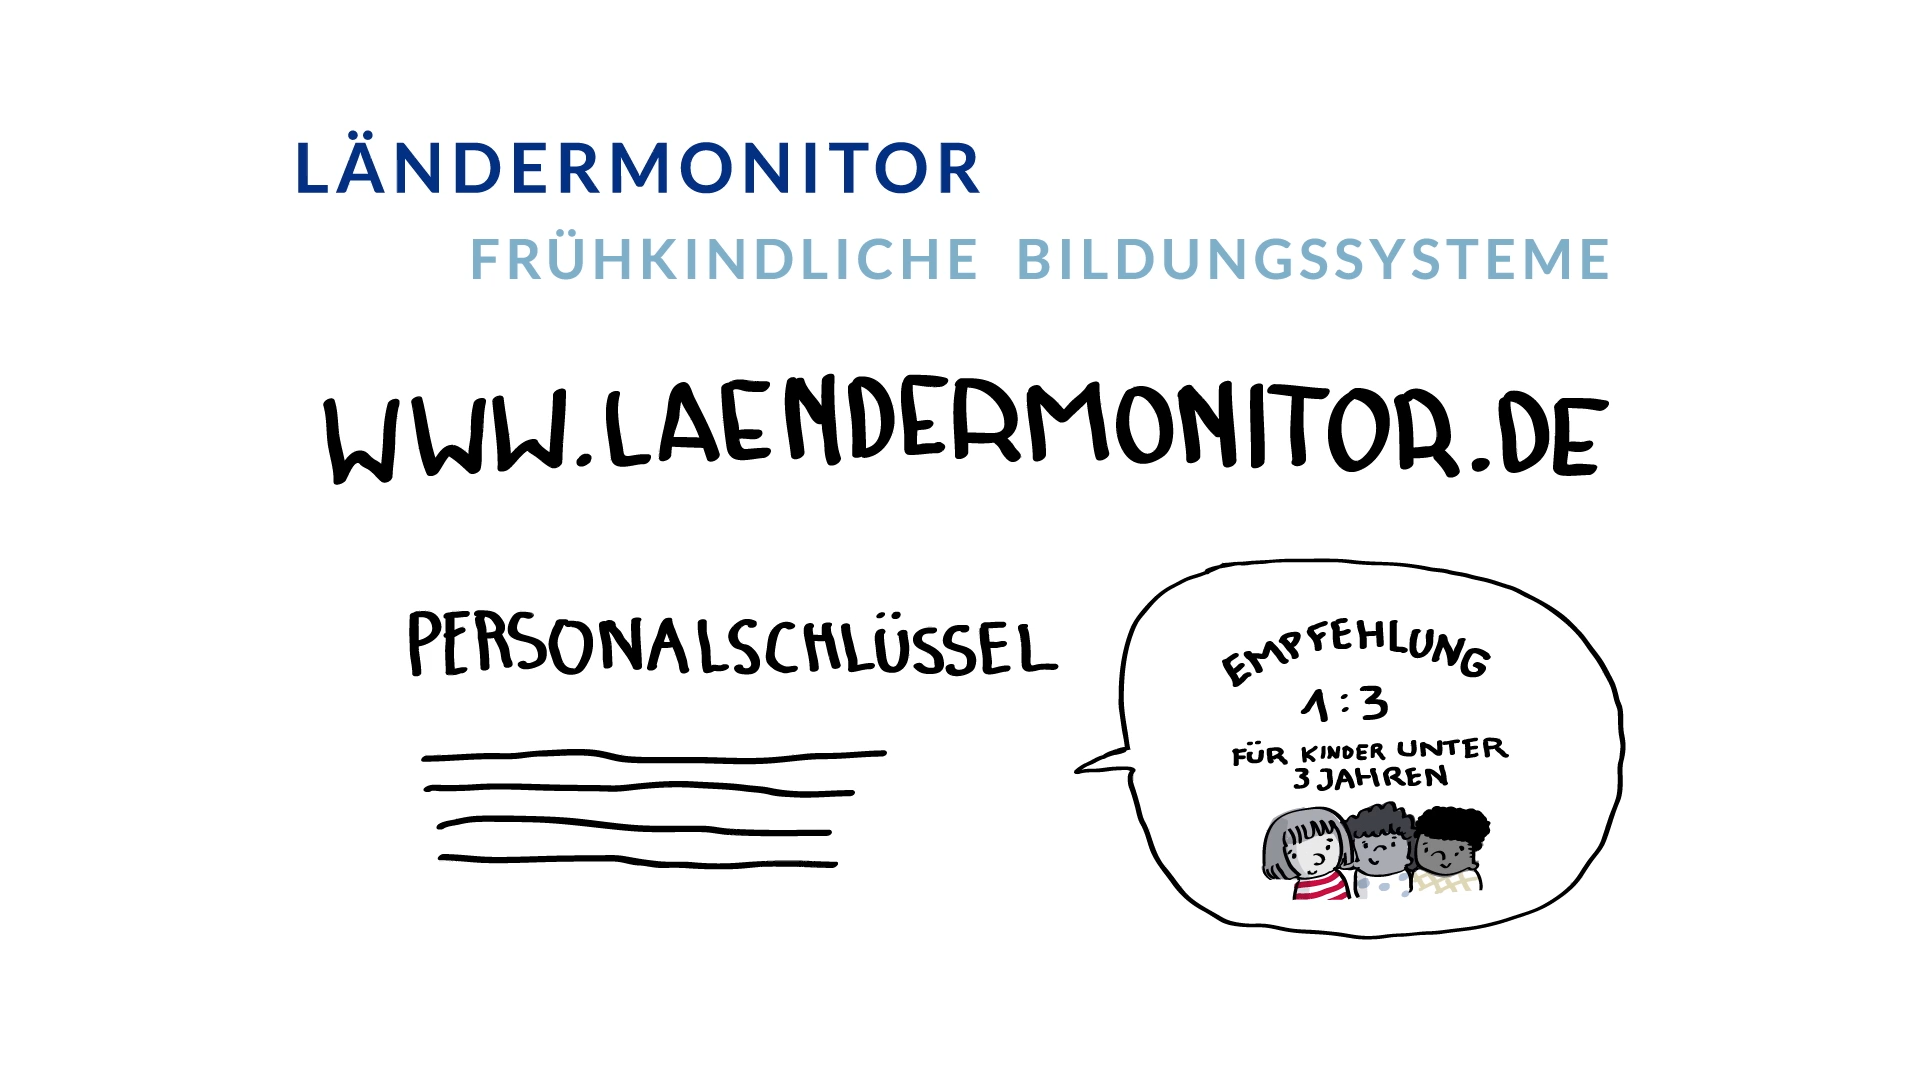 LÄNDERMONITOR
FRÜHKINDLICHE BILDUNGSSYSTEME
WWW.LAENDERMONITOR.DE
PERSONALSCHLÜSSEL
EMPFEHLUNG
1:3
FÜR KINDER UNTER
3 JAHREN